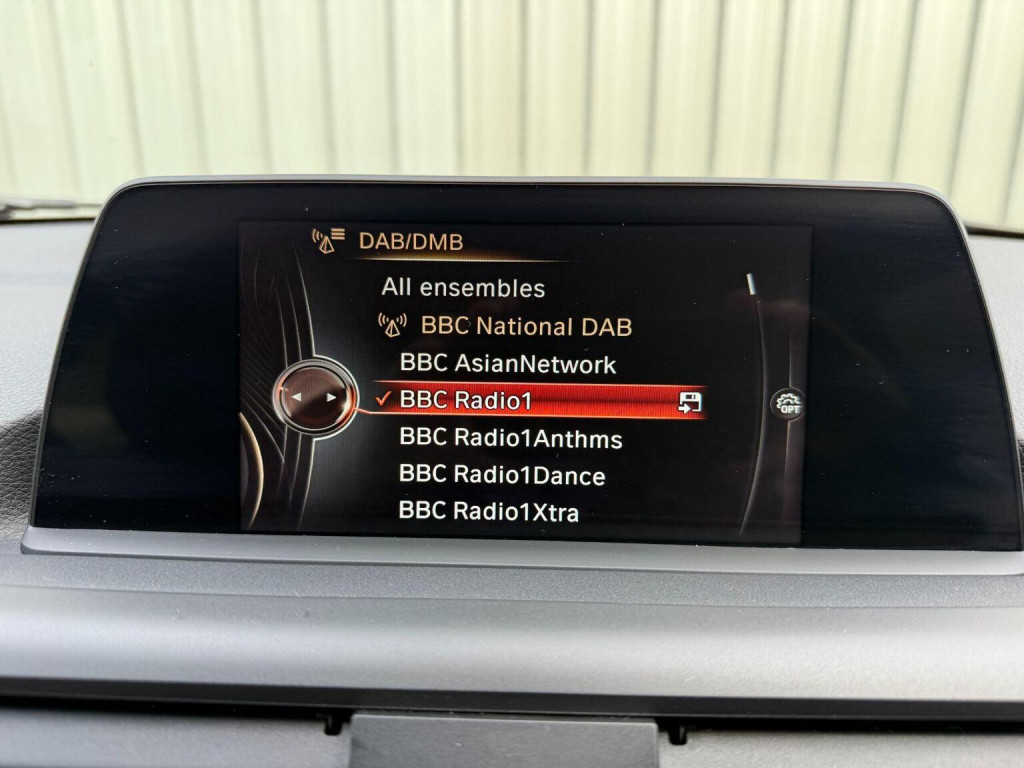 DAB/DMB
All ensembles
BBC National DAB
BBC AsianNetwork
BBC Radio1
OPT
BBC Radio1Anthms
BBC Radio1Dance
BBC Radio1Xtra